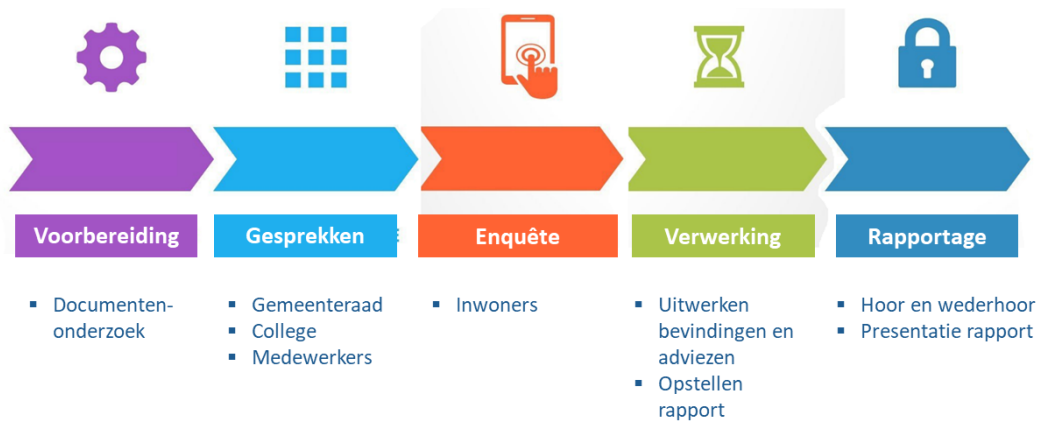 Voorbereiding
Gesprekken
Enquête
Verwerking
Rapportage
▪ Documenten-
onderzoek
▪ Gemeenteraad
▪ College
▪ Medewerkers
▪ Inwoners
▪ Uitwerken
bevindingen en
adviezen
▪ Opstellen
rapport
▪ Hoor en wederhoor
▪ Presentatie rapport